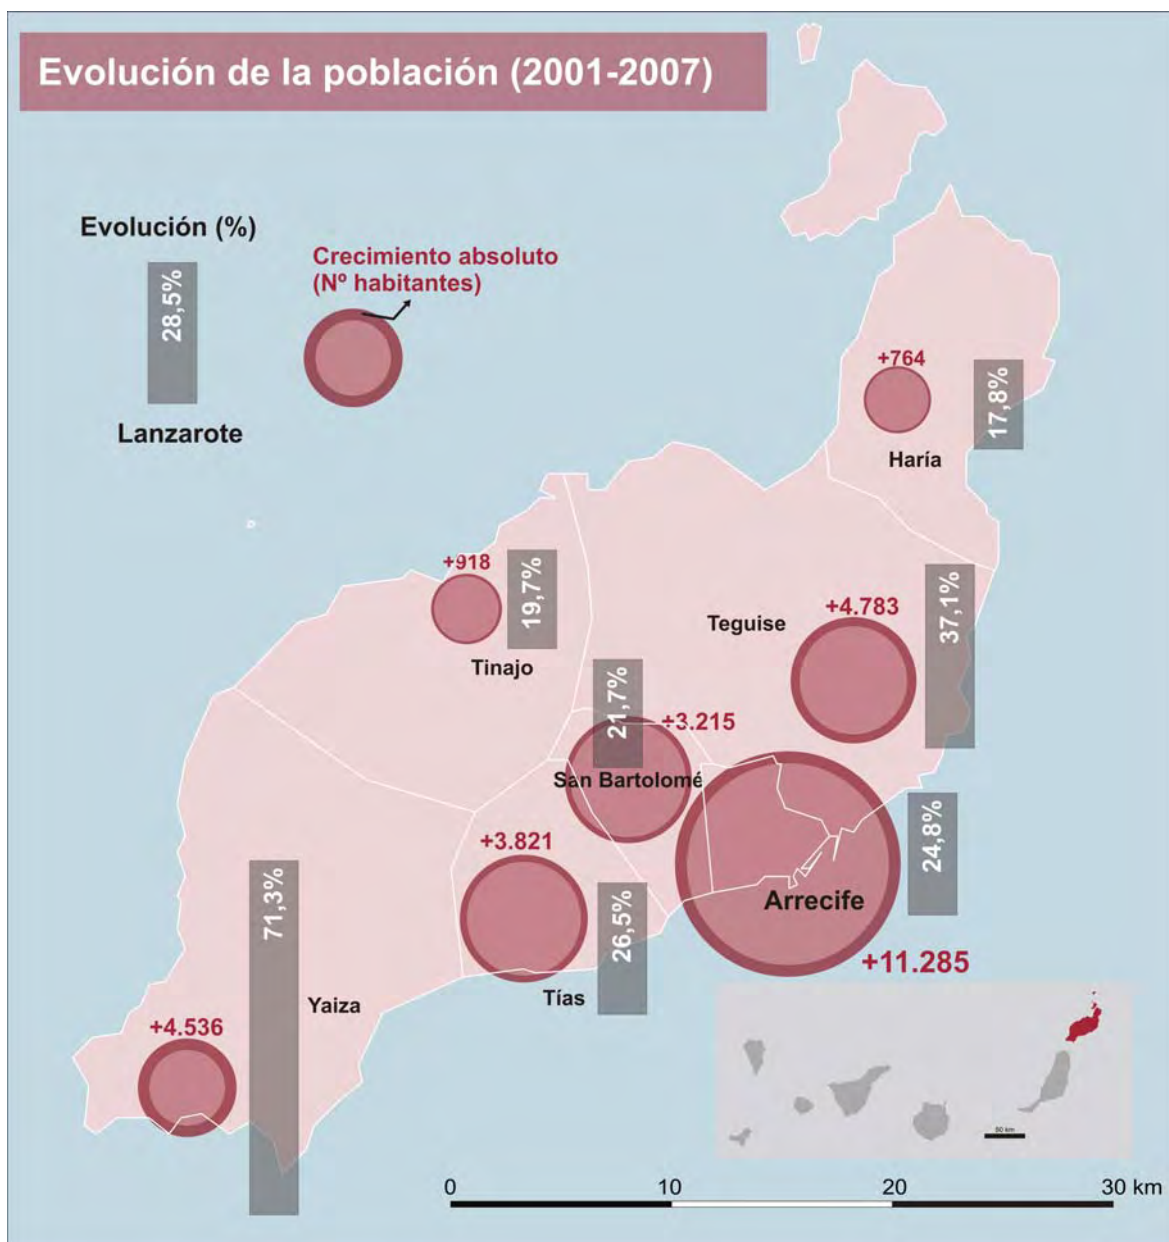 Evolución de la población (2001-2007)
Evolución (%)
Crecimiento absoluto
(Nº habitantes)
28,5%
Lanzarote
+764
17,8%
Haría
+918
19,7%
Tinajo
37,1%
+4.783
Teguise
21,7%
+3.215
San Bartolomé
24,8%
+3.821
71,3%
26,5%
Arrecife
+11.285
Tías
Yaiza
+4.536
50 km
0 10 20 30 km